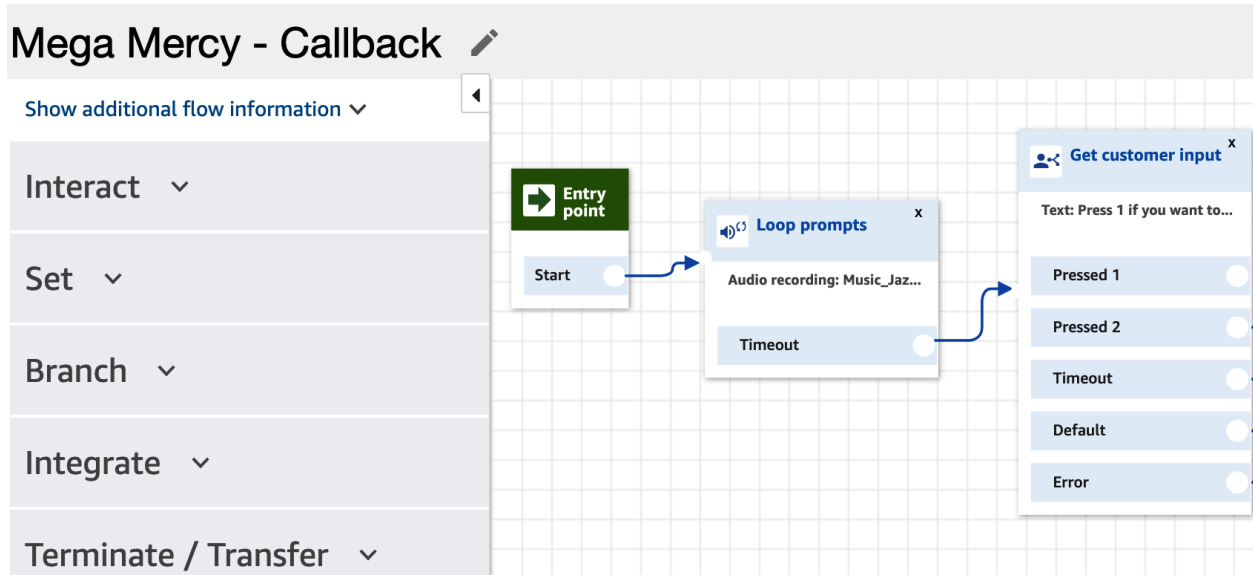 Mega Mercy - Callback
Show additional flow information
Interact
Set
Branch
Integrate
Terminate / Transfer
Entry
point
Start
Loop prompts
x
Audio recording: Music_Jaz...
Timeout
Get customer input
x
Text: Press 1 if you want to...
Pressed 1
Pressed 2
Timeout
Default
Error